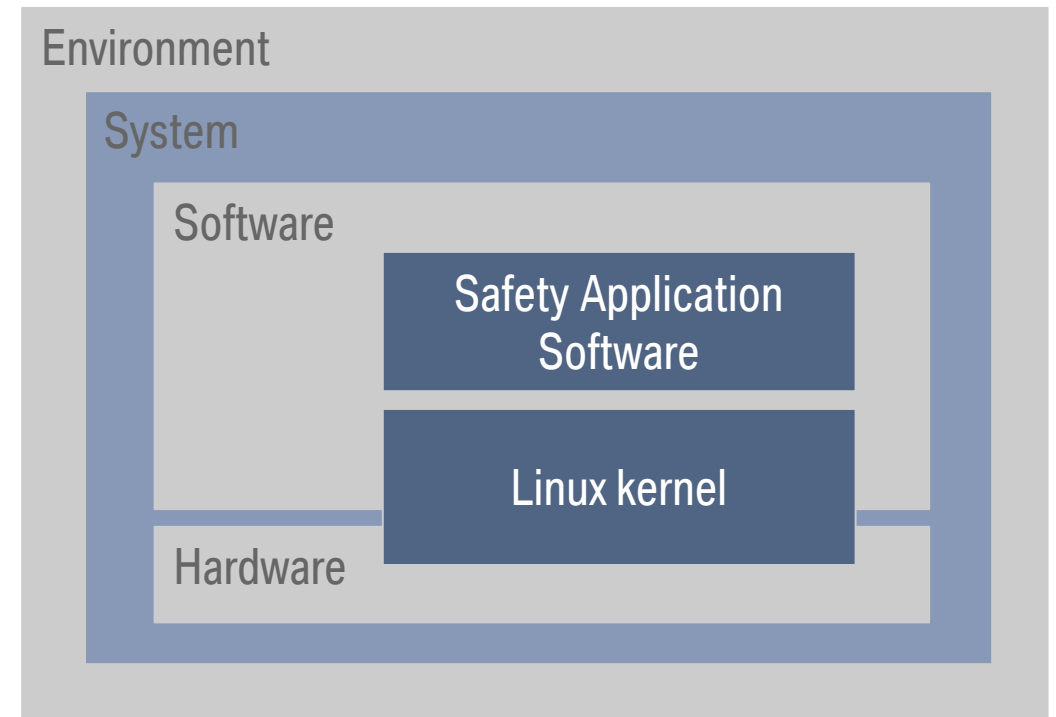 Environment
System
Software
Safety Application
Software
Linux kernel
Hardware